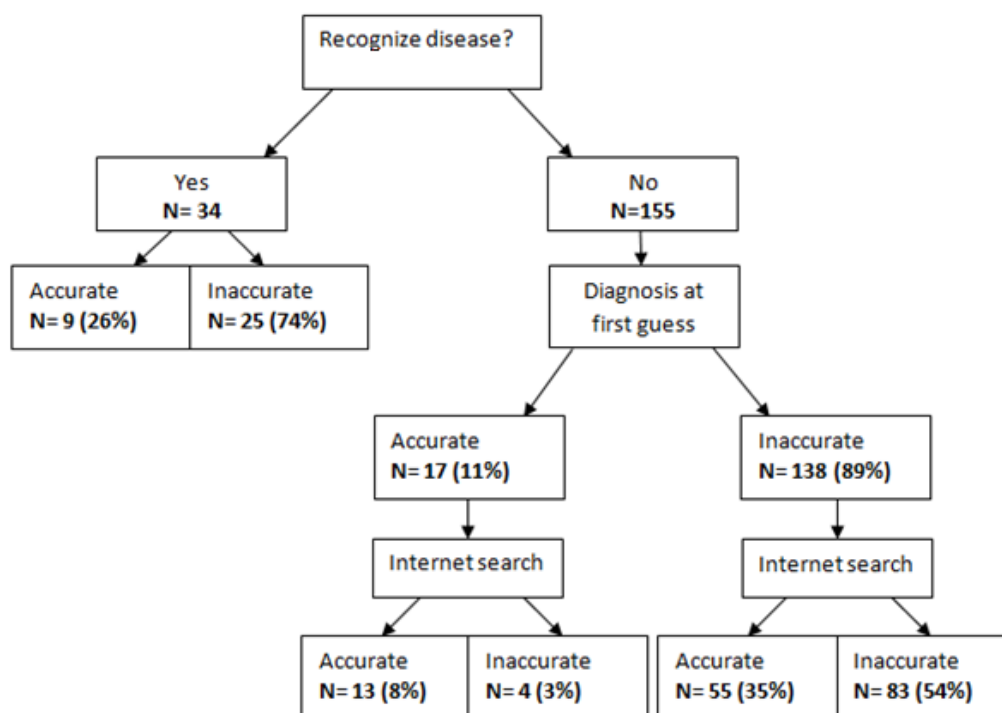 Recognize disease?
Yes
N= 34
No
N=155
Accurate
N= 9 (26%)
Inaccurate
N= 25 (74%)
Diagnosis at
first guess
Accurate
N= 17 (11%)
Inaccurate
N= 138 (89%)
Internet search
Internet search
Accurate
N= 13 (8%)
Inaccurate
N= 4 (3%)
Accurate
N= 55 (35%)
Inaccurate
N= 83 (54%)